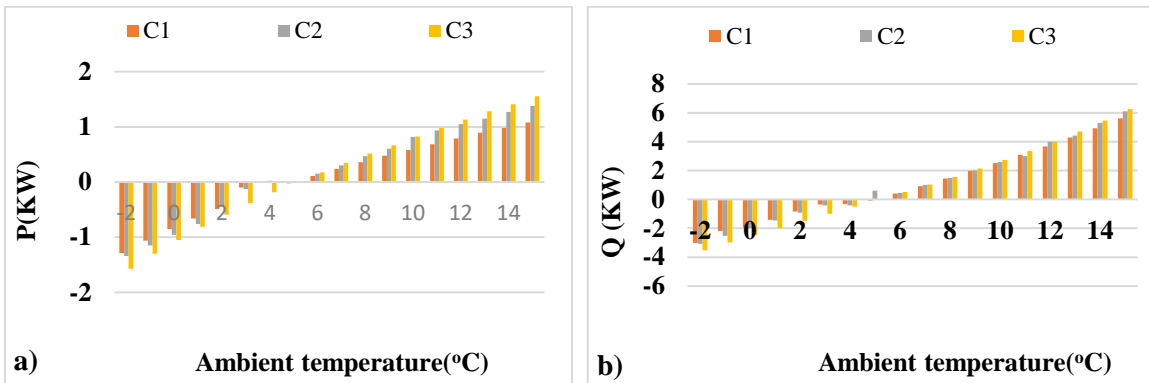 C1 C2 C3
2
1
0
-1
-2
P(KW)
-2 0 2 4 6 8 10 12 14
a) Ambient temperature(°C)
C1 C2 C3
8
6
4
2
0
-2
-4
-6
Q (KW)
-2 0 2 4 6 8 10 12 14
b) Ambient temperature(°C)